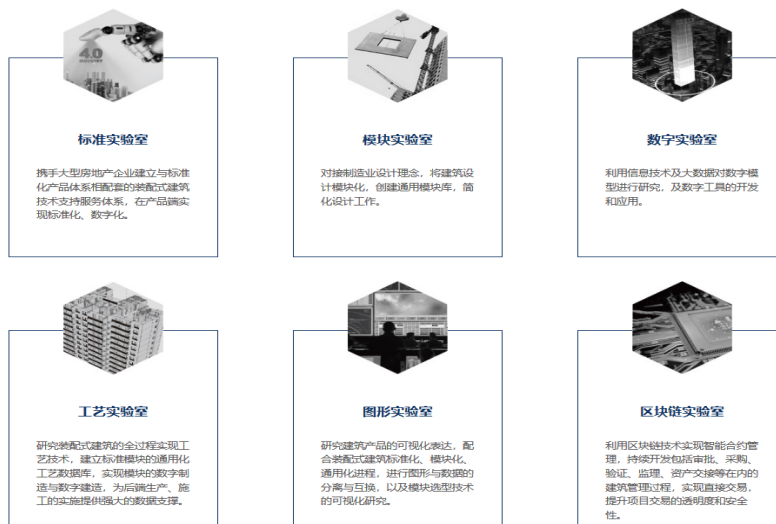 4.0
标准实验室
携手大型房地产企业建立与标准
化产品体系相配套的装配式建筑
技术支持服务体系，在产品端实
现标准化、数字化。
模块实验室
对接制造业设计理念，将建筑设
计模块化，创建通用模块库，简
化设计工作。
数字实验室
利用信息技术及大数据对数字模
型进行研究，及数字工具的开发
和应用。
工艺实验室
研究装配式建筑的全过程实现工
艺技术，建立标准模块的通用化
工艺数据库，实现模块的数字制
造与数字建造，为后端生产、施
工的实施提供强大的数据支撑。
图形实验室
研究建筑产品的可视化表达，配
合装配式建筑标准化、模块化、
通用化进程，进行图形与数据的
分离与互换，以及模块选型技术
的可视化研究。
区块链实验室
利用区块链技术实现智能合约管
理，持续开发包括审批、采购、
验证、监理、资产交接等在内的
建筑管理过程，实现直接交易，
提升项目交易的透明度和安全
性。